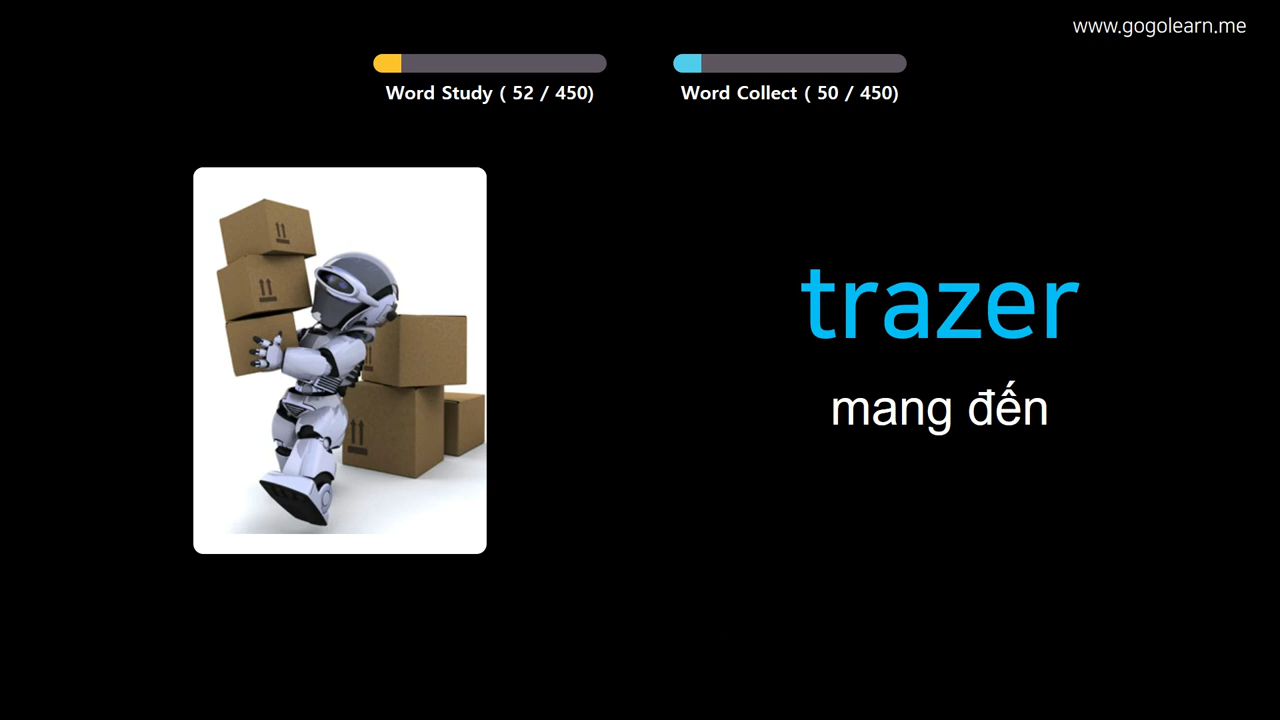 www.gogolearn.me
Word Study ( 52 / 450)
Word Collect ( 50 / 450)
trazer
mang đến